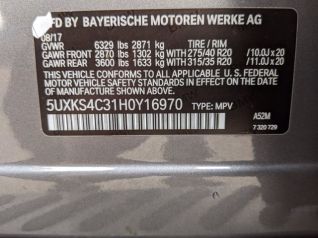 MFD BY BAYERISCHE MOTOREN WERKE AG
08/17
GVWR 6329 lbs 2871 kg TIRE / RIM
GAWR FRONT 2870 lbs 1302 KG WITH 275/40 R20 /10.0J x 20
GAWR REAR 3600 lbs 1633 KG WITH 315/35 R20 /11.0J x 20
THIS VEHICLE CONFORMS TO ALL APPLICABLE U.S. FEDERAL MOTOR VEHICLE SAFETY STANDARDS IN EFFECT ON THE DATE OF MANUFACTURE SHOWN ABOVE.
5UXKS4C31H0Y16970 TYPE: MPV
A52M
7 320 729